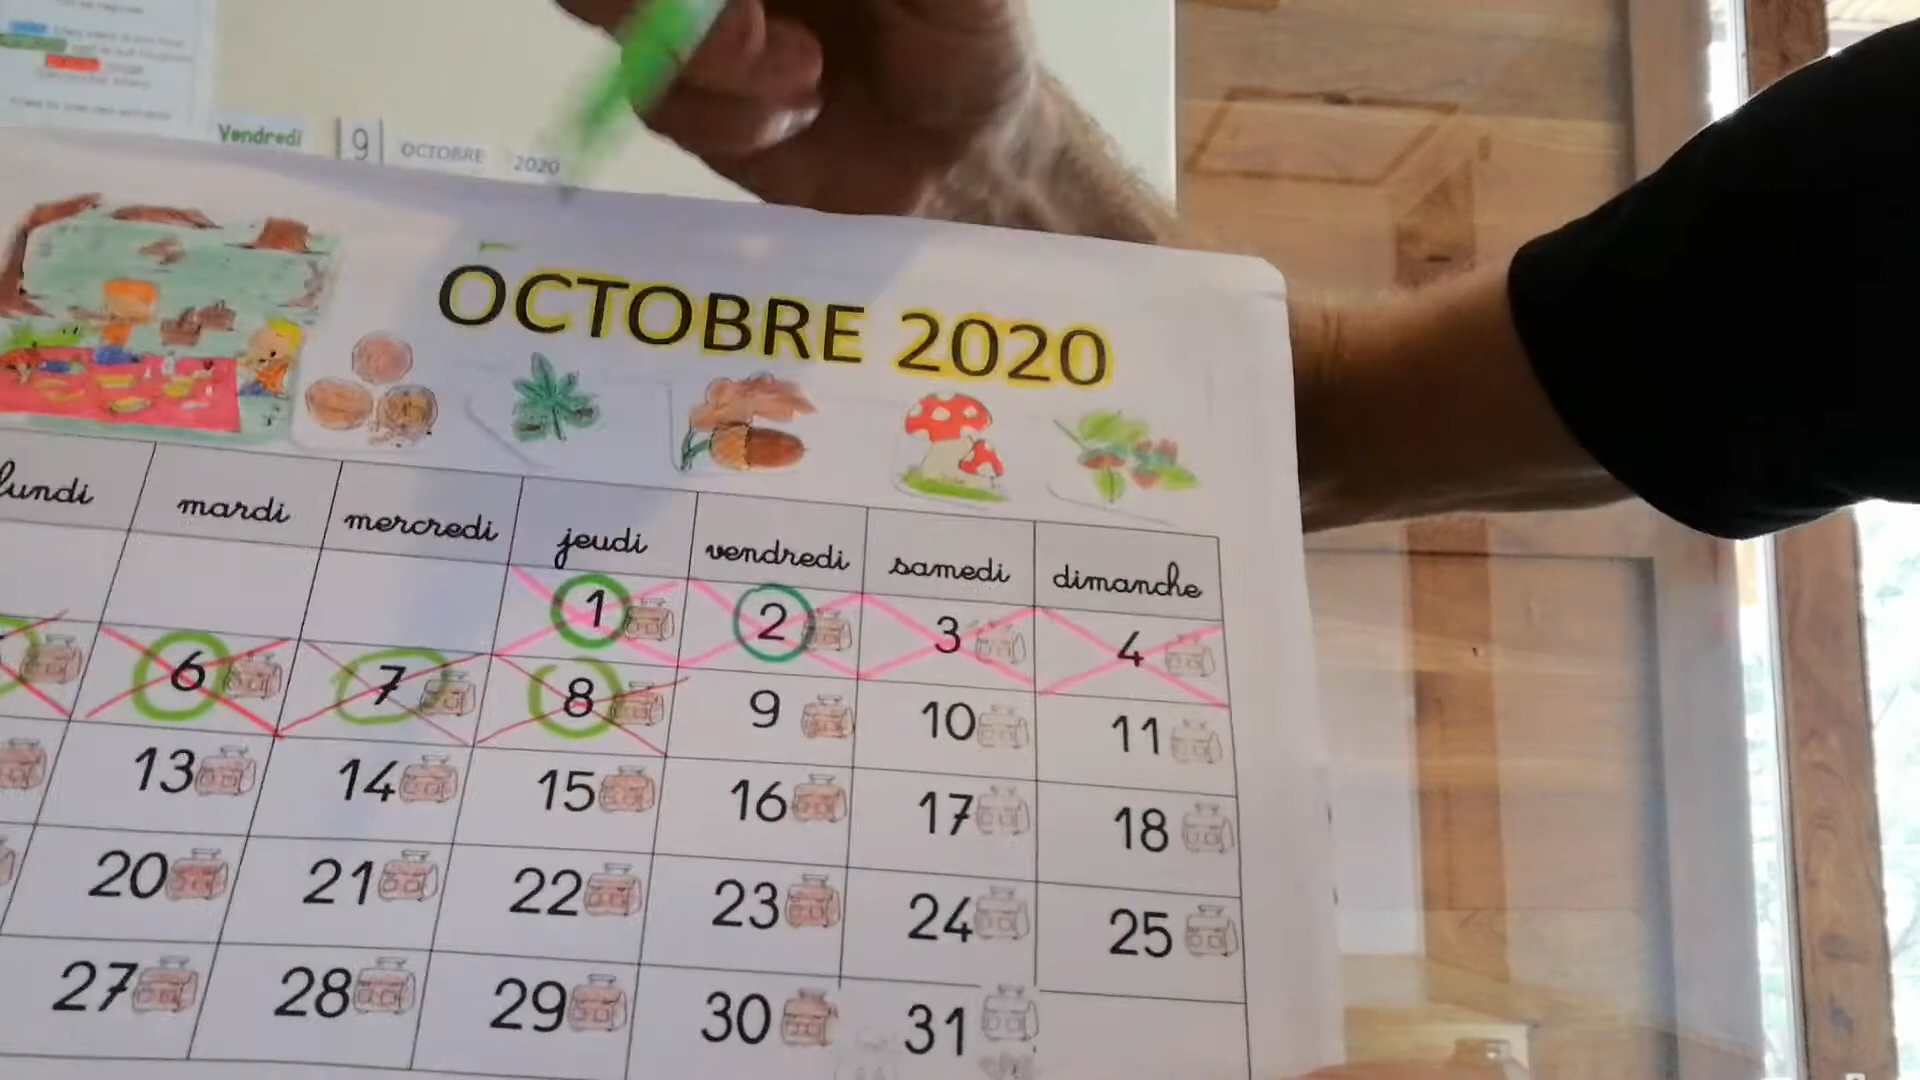 rouge
Vendredi 9 OCTOBRE 2020
OCTOBRE 2020
lundi mardi mercredi jeudi vendredi samedi dimanche
1 2 3 4
6 7 8 9 10 11
13 14 15 16 17 18
20 21 22 23 24 25
27 28 29 30 31